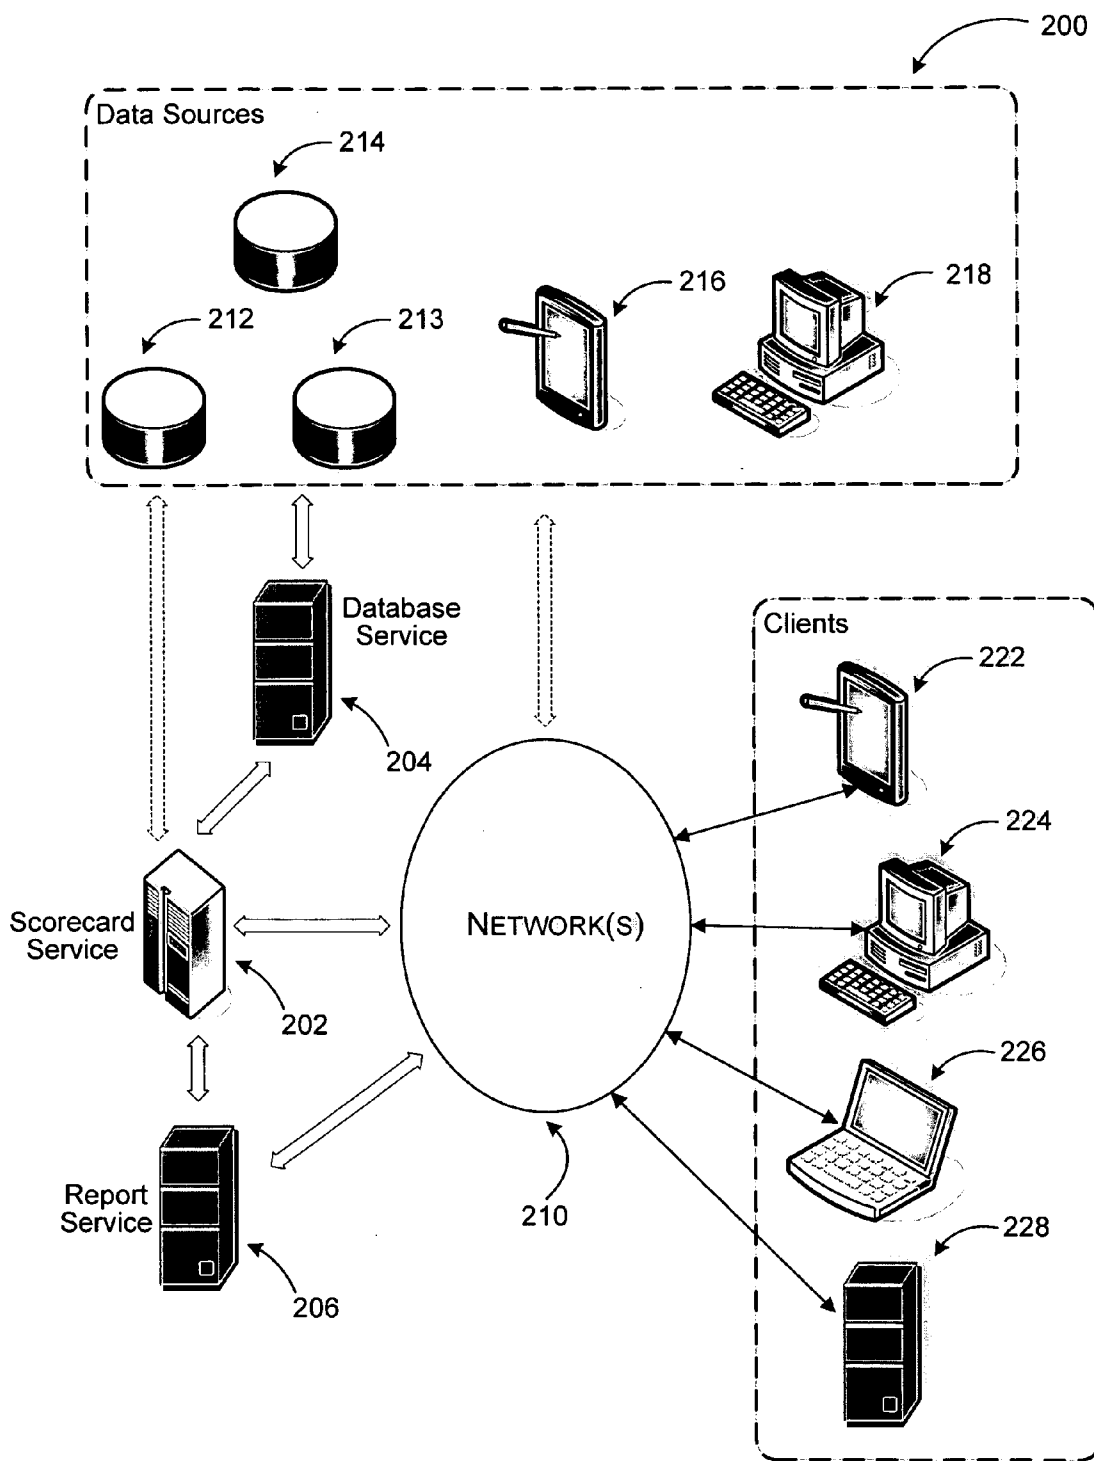 200
Data Sources
214
212
213
216
218
Database
Service
204
Clients
222
224
Scorecard
Service
202
NETWORK(S)
226
Report
Service
206
210
228